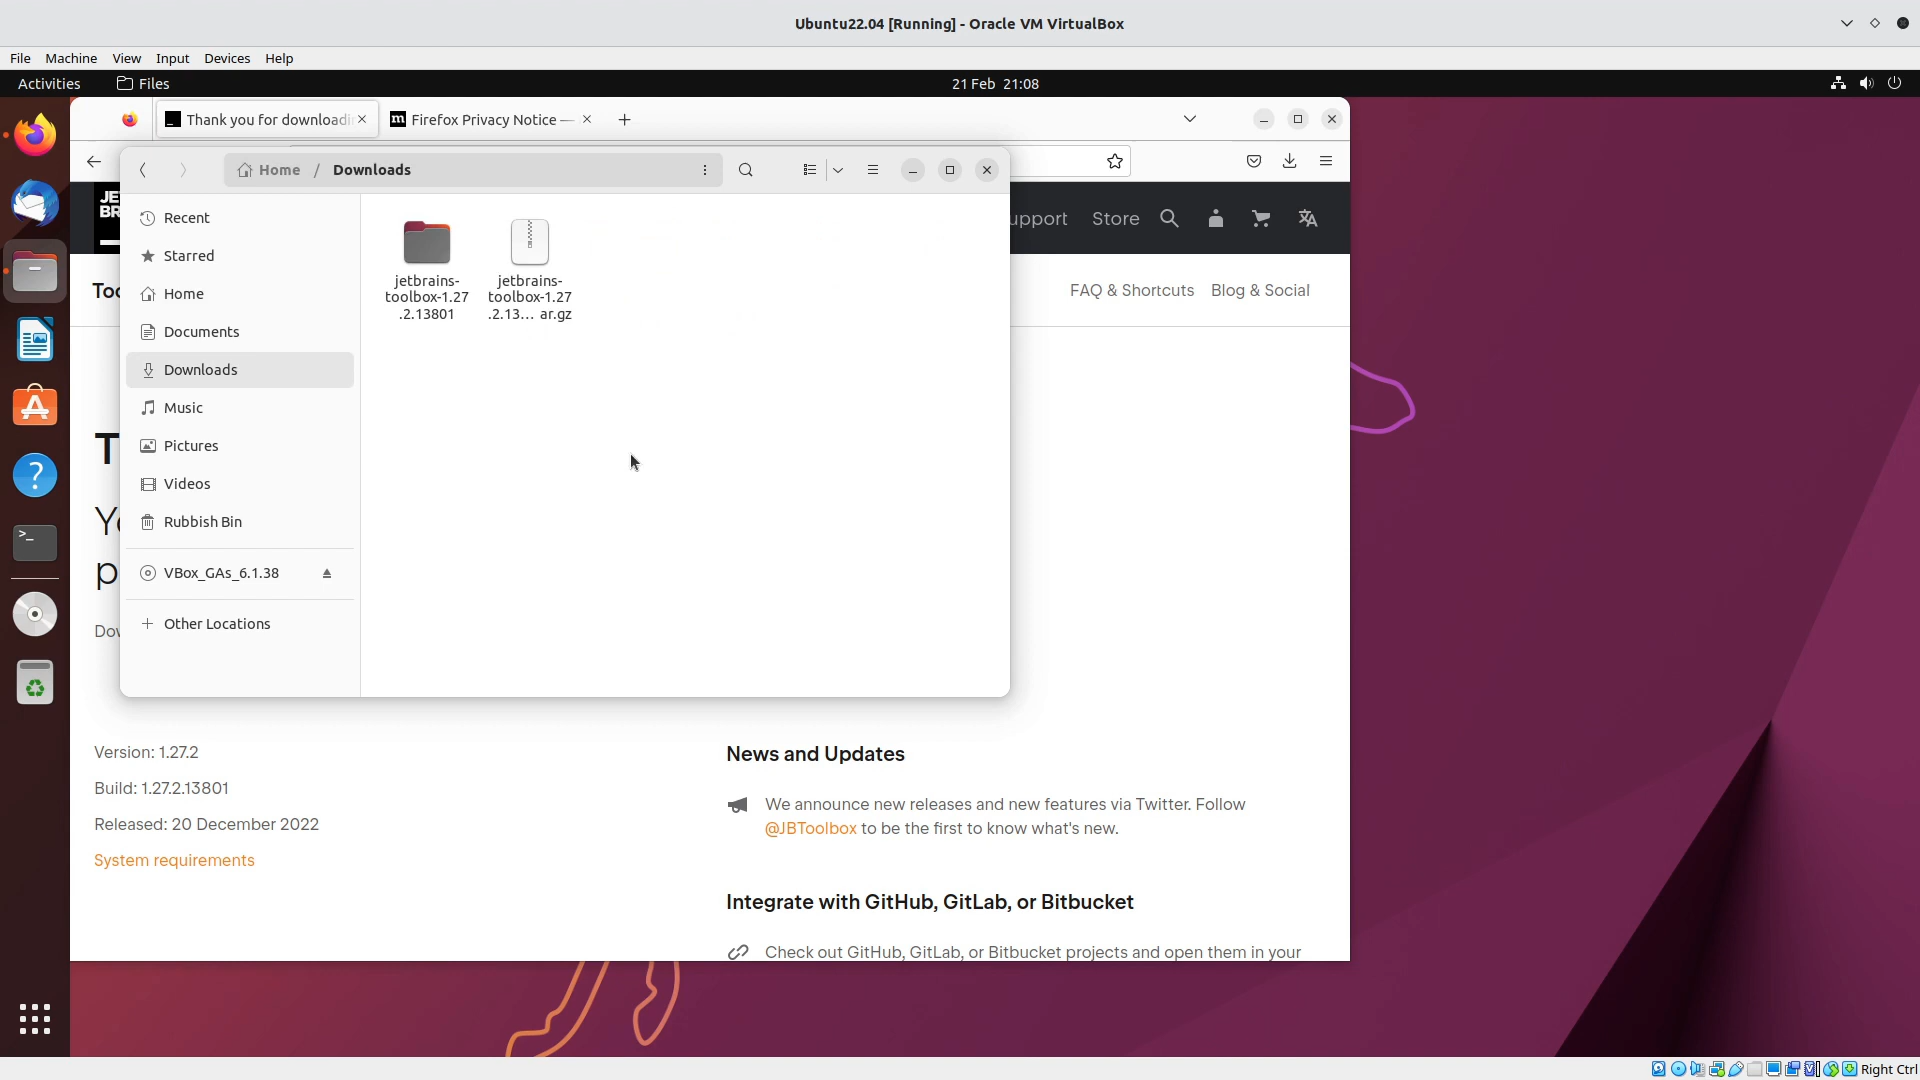 Ubuntu22.04 [Running] - Oracle VM VirtualBox
File Machine View Input Devices Help
Activities Files 21 Feb 21:08
Thank you for downloadi
Firefox Privacy Notice —
Home / Downloads
JE
BR
upport Store
Recent
Starred
Home
Documents
Downloads
Music
Pictures
Videos
Rubbish Bin
VBox_GAs_6.1.38
Other Locations
jetbrains-
toolbox-1.27
.2.13801
jetbrains-
toolbox-1.27
.2.13... ar.gz
Too
FAQ & Shortcuts Blog & Social
T
Yo
p
Dow
Version: 1.27.2
Build: 1.27.2.13801
Released: 20 December 2022
System requirements
News and Updates
We announce new releases and new features via Twitter. Follow
@JBToolbox to be the first to know what's new.
Integrate with GitHub, GitLab, or Bitbucket
Check out GitHub, GitLab, or Bitbucket projects and open them in your
Right Ctrl